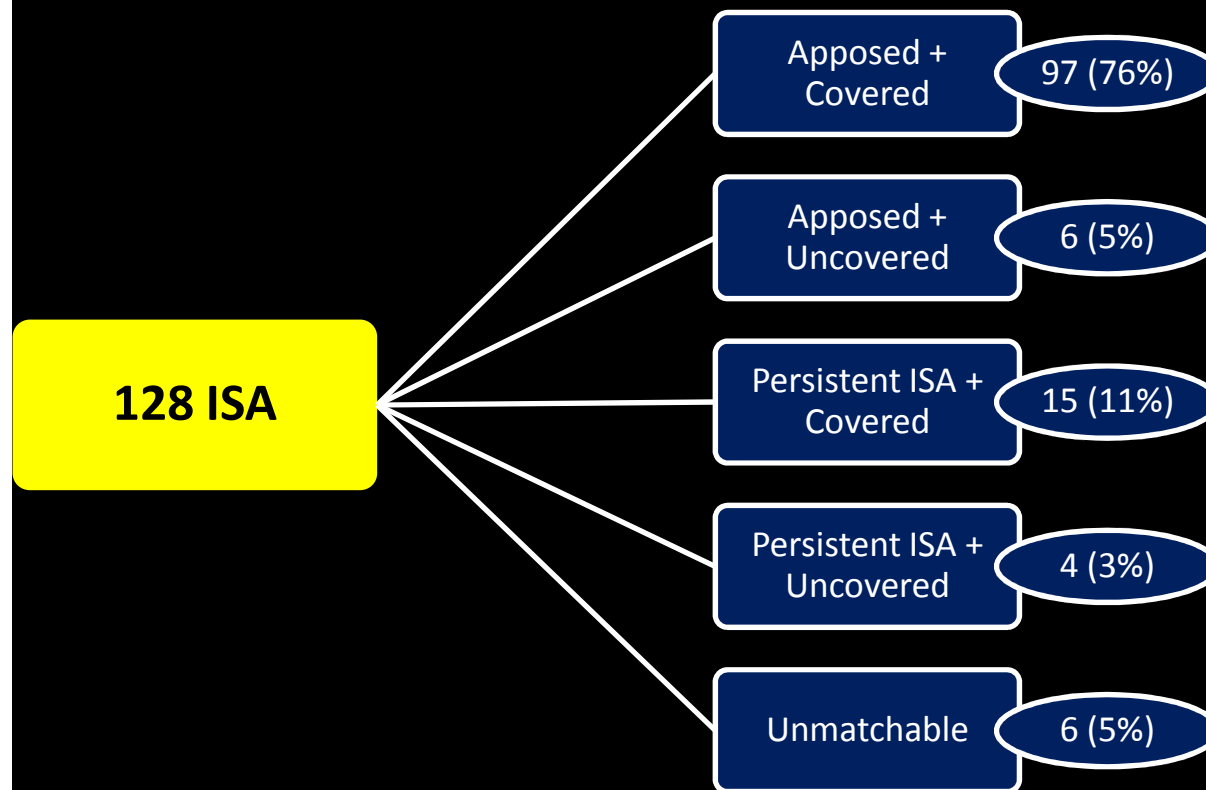 128 ISA
Apposed +
Covered
97 (76%)
Apposed +
Uncovered
6 (5%)
Persistent ISA +
Covered
15 (11%)
Persistent ISA +
Uncovered
4 (3%)
Unmatchable
6 (5%)